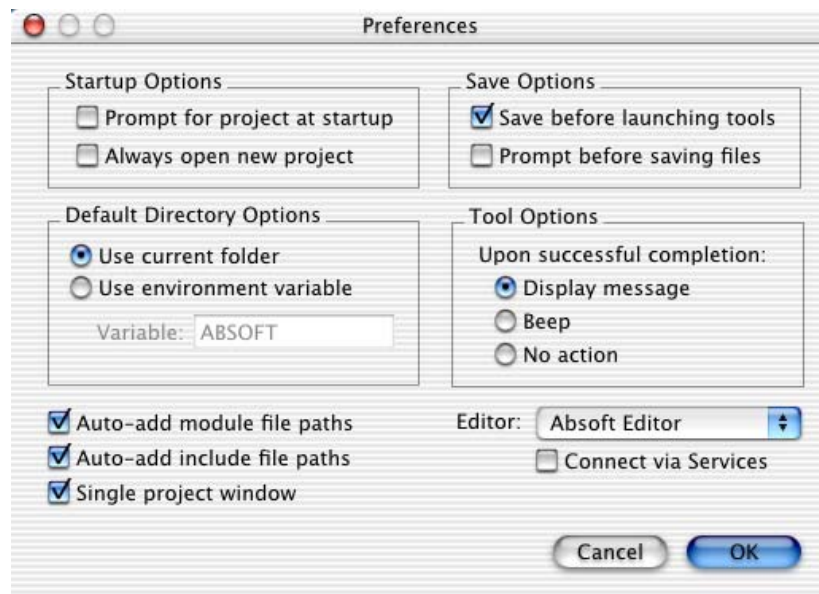 Preferences
Startup Options
Prompt for project at startup
Always open new project
Save Options
Save before launching tools
Prompt before saving files
Default Directory Options
Use current folder
Use environment variable
Variable: ABSOFT
Tool Options
Upon successful completion:
Display message
Beep
No action
Auto-add module file paths
Auto-add include file paths
Single project window
Editor: Absoft Editor
Connect via Services
Cancel OK